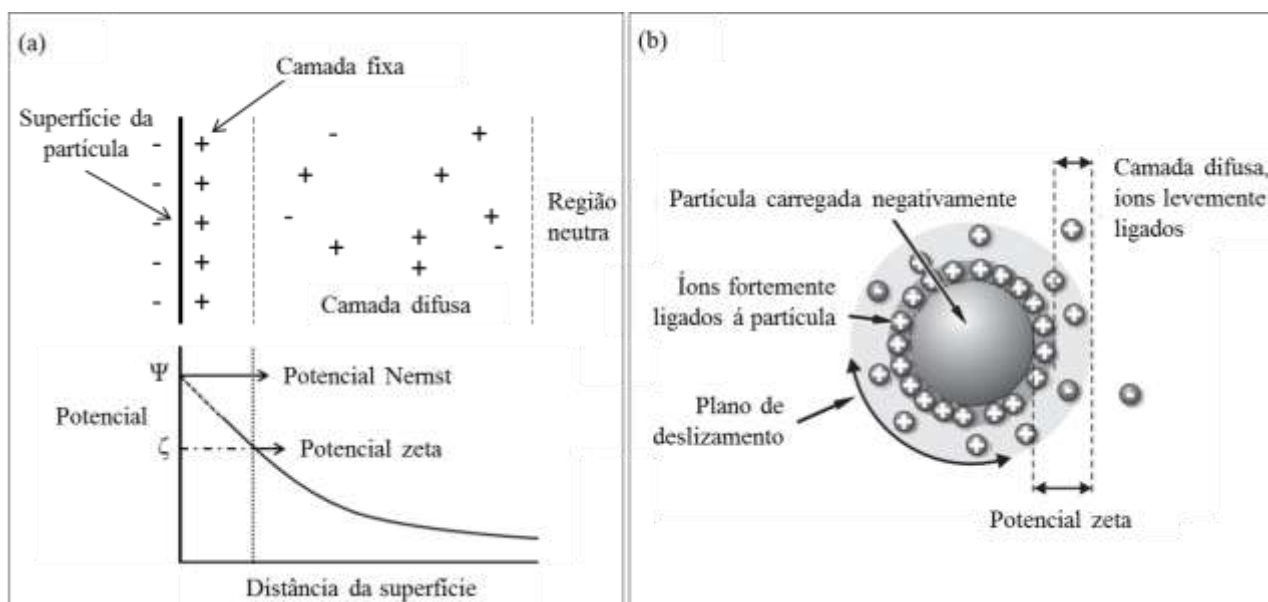 (a)
Camada fixa
Superfície da
partícula
- +
- +
- +
- +
- +
- +
+ +
- +
+ + -
+
Região
neutra
Camada difusa
Ψ
Potencial Nernst
Potencial
ζ
Potencial zeta
Distância da superfície
(b)
Camada difusa,
íons levemente
ligados
Partícula carregada negativamente
Íons fortemente
ligados á partícula
Plano de
deslizamento
Potencial zeta